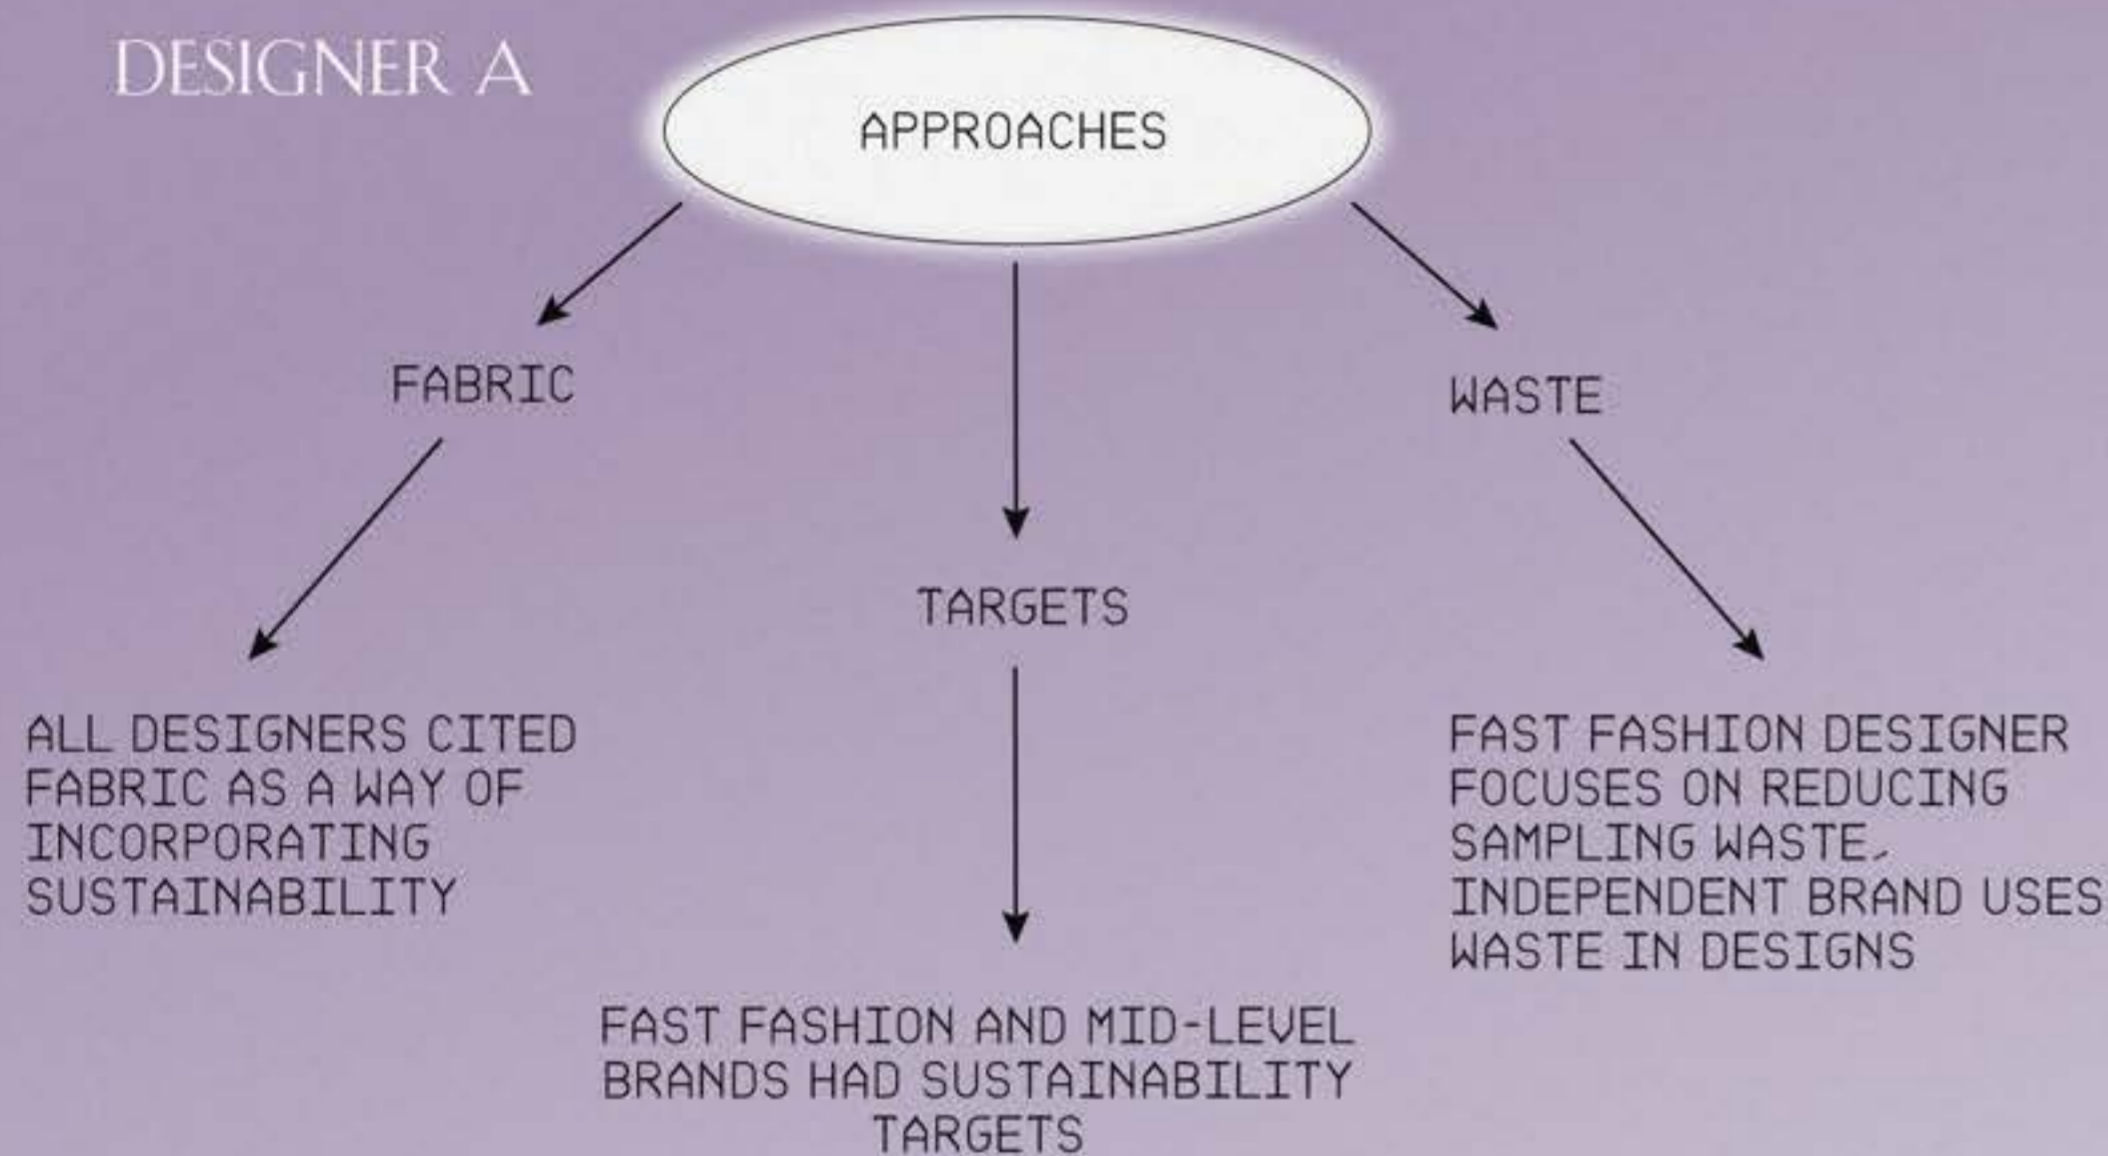 DESIGNER A
APPROACHES
FABRIC
WASTE
TARGETS
ALL DESIGNERS CITED
FABRIC AS A WAY OF
INCORPORATING
SUSTAINABILITY
FAST FASHION AND MID-LEVEL
BRANDS HAD SUSTAINABILITY
TARGETS
FAST FASHION DESIGNER
FOCUSES ON REDUCING
SAMPLING WASTE,
INDEPENDENT BRAND USES
WASTE IN DESIGNS